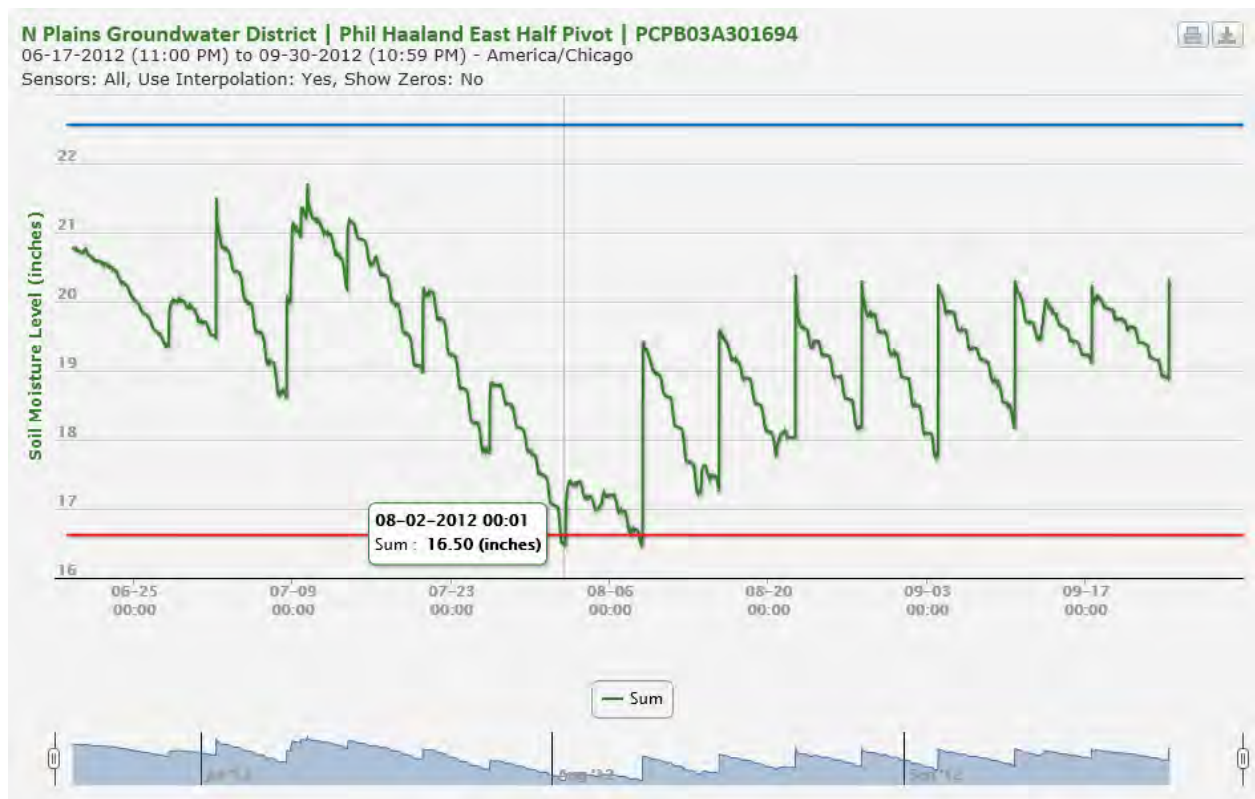 N Plains Groundwater District | Phil Haaland East Half Pivot | PCPB03A301694
06-17-2012 (11:00 PM) to 09-30-2012 (10:59 PM) - America/Chicago
Sensors: All, Use Interpolation: Yes, Show Zeros: No
Soil Moisture Level (inches)
22
21
20
19
18
17
16
08-02-2012 00:01
Sum : 16.50 (inches)
06-25 07-09 07-23 08-06 08-20 09-03 09-17
00:00 00:00 00:00 00:00 00:00 00:00 00:00
Sum
Aug '12